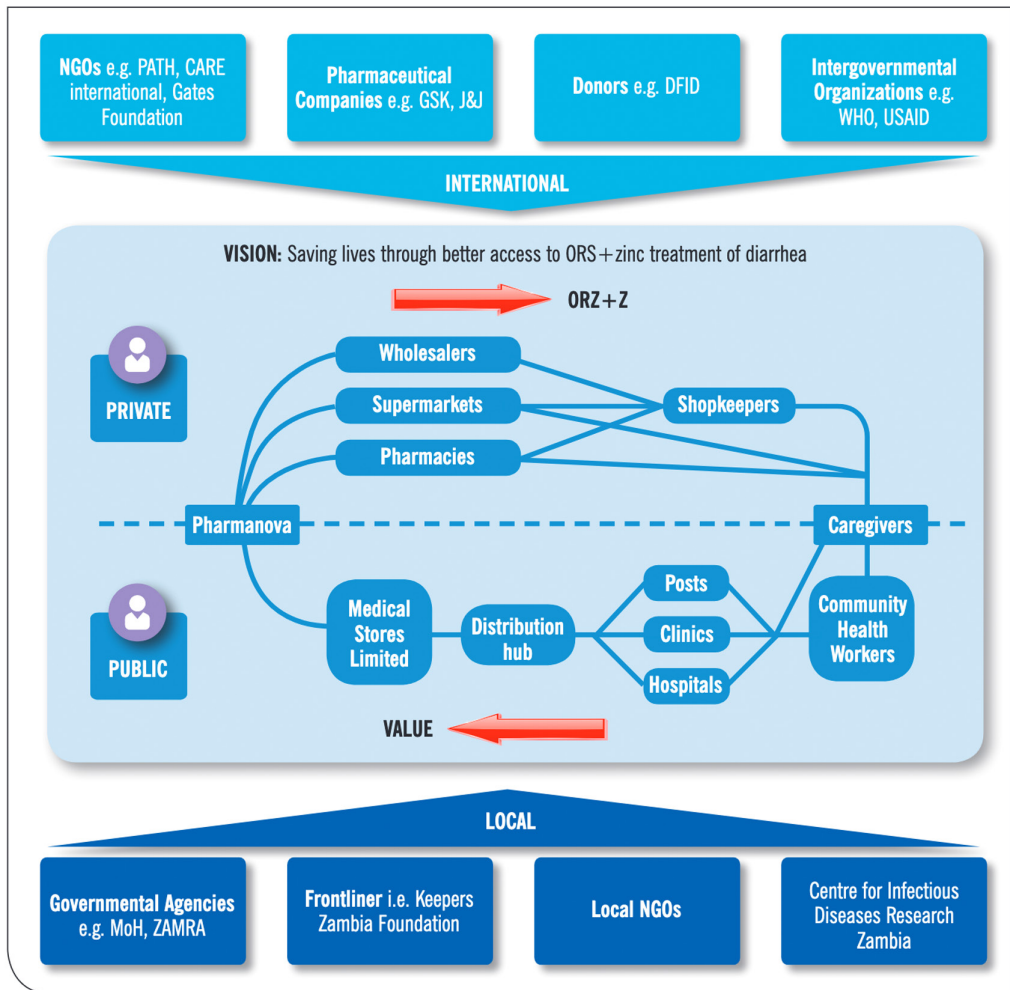 NGOs e.g. PATH, CARE
international, Gates
Foundation
Pharmaceutical
Companies e.g. GSK, J&J
Donors e.g. DFID
Intergovernmental
Organizations e.g.
WHO, USAID
INTERNATIONAL
VISION: Saving lives through better access to ORS+zinc treatment of diarrhea
ORZ+Z
PRIVATE
Wholesalers
Supermarkets
Pharmacies
Shopkeepers
Pharmanova
Caregivers
PUBLIC
Medical
Stores
Limited
Distribution
hub
Posts
Clinics
Hospitals
Community
Health
Workers
VALUE
LOCAL
Governmental Agencies
e.g. MoH, ZAMRA
Frontliner i.e. Keepers
Zambia Foundation
Local NGOs
Centre for Infectious
Diseases Research
Zambia